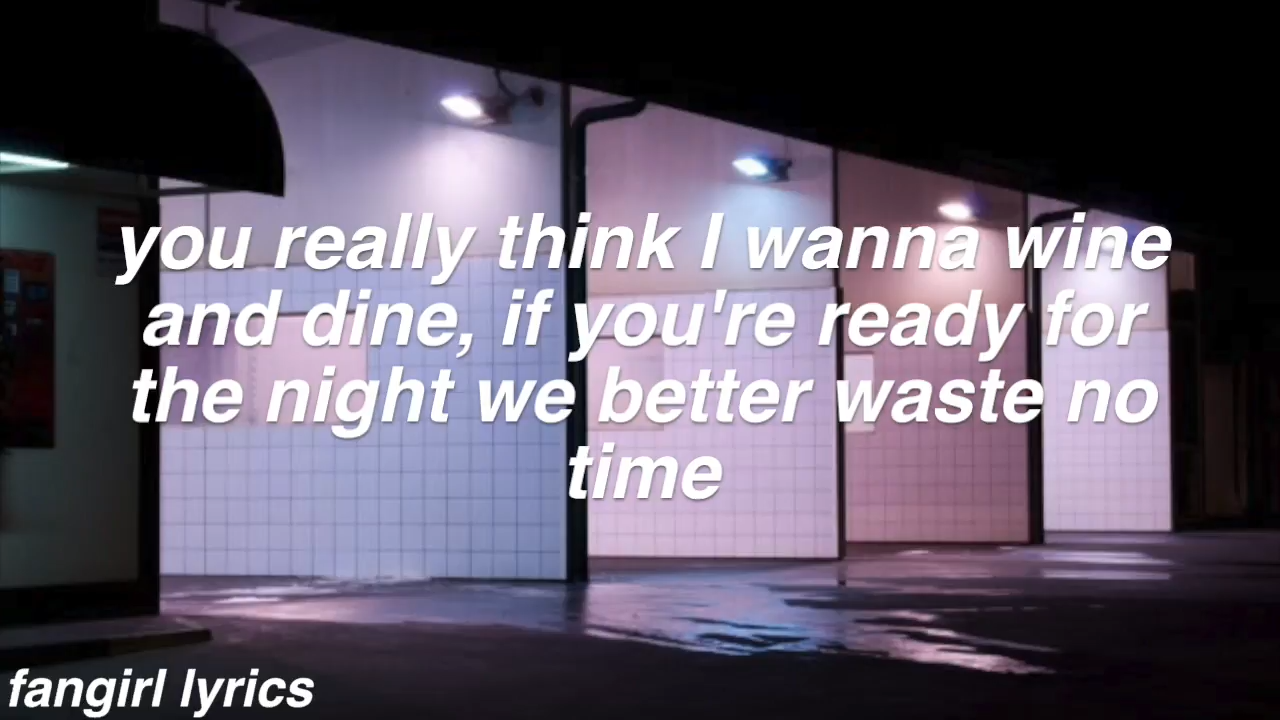 you really think I wanna wine
and dine, if you're ready for
the night we better waste no
time
fangirl lyrics